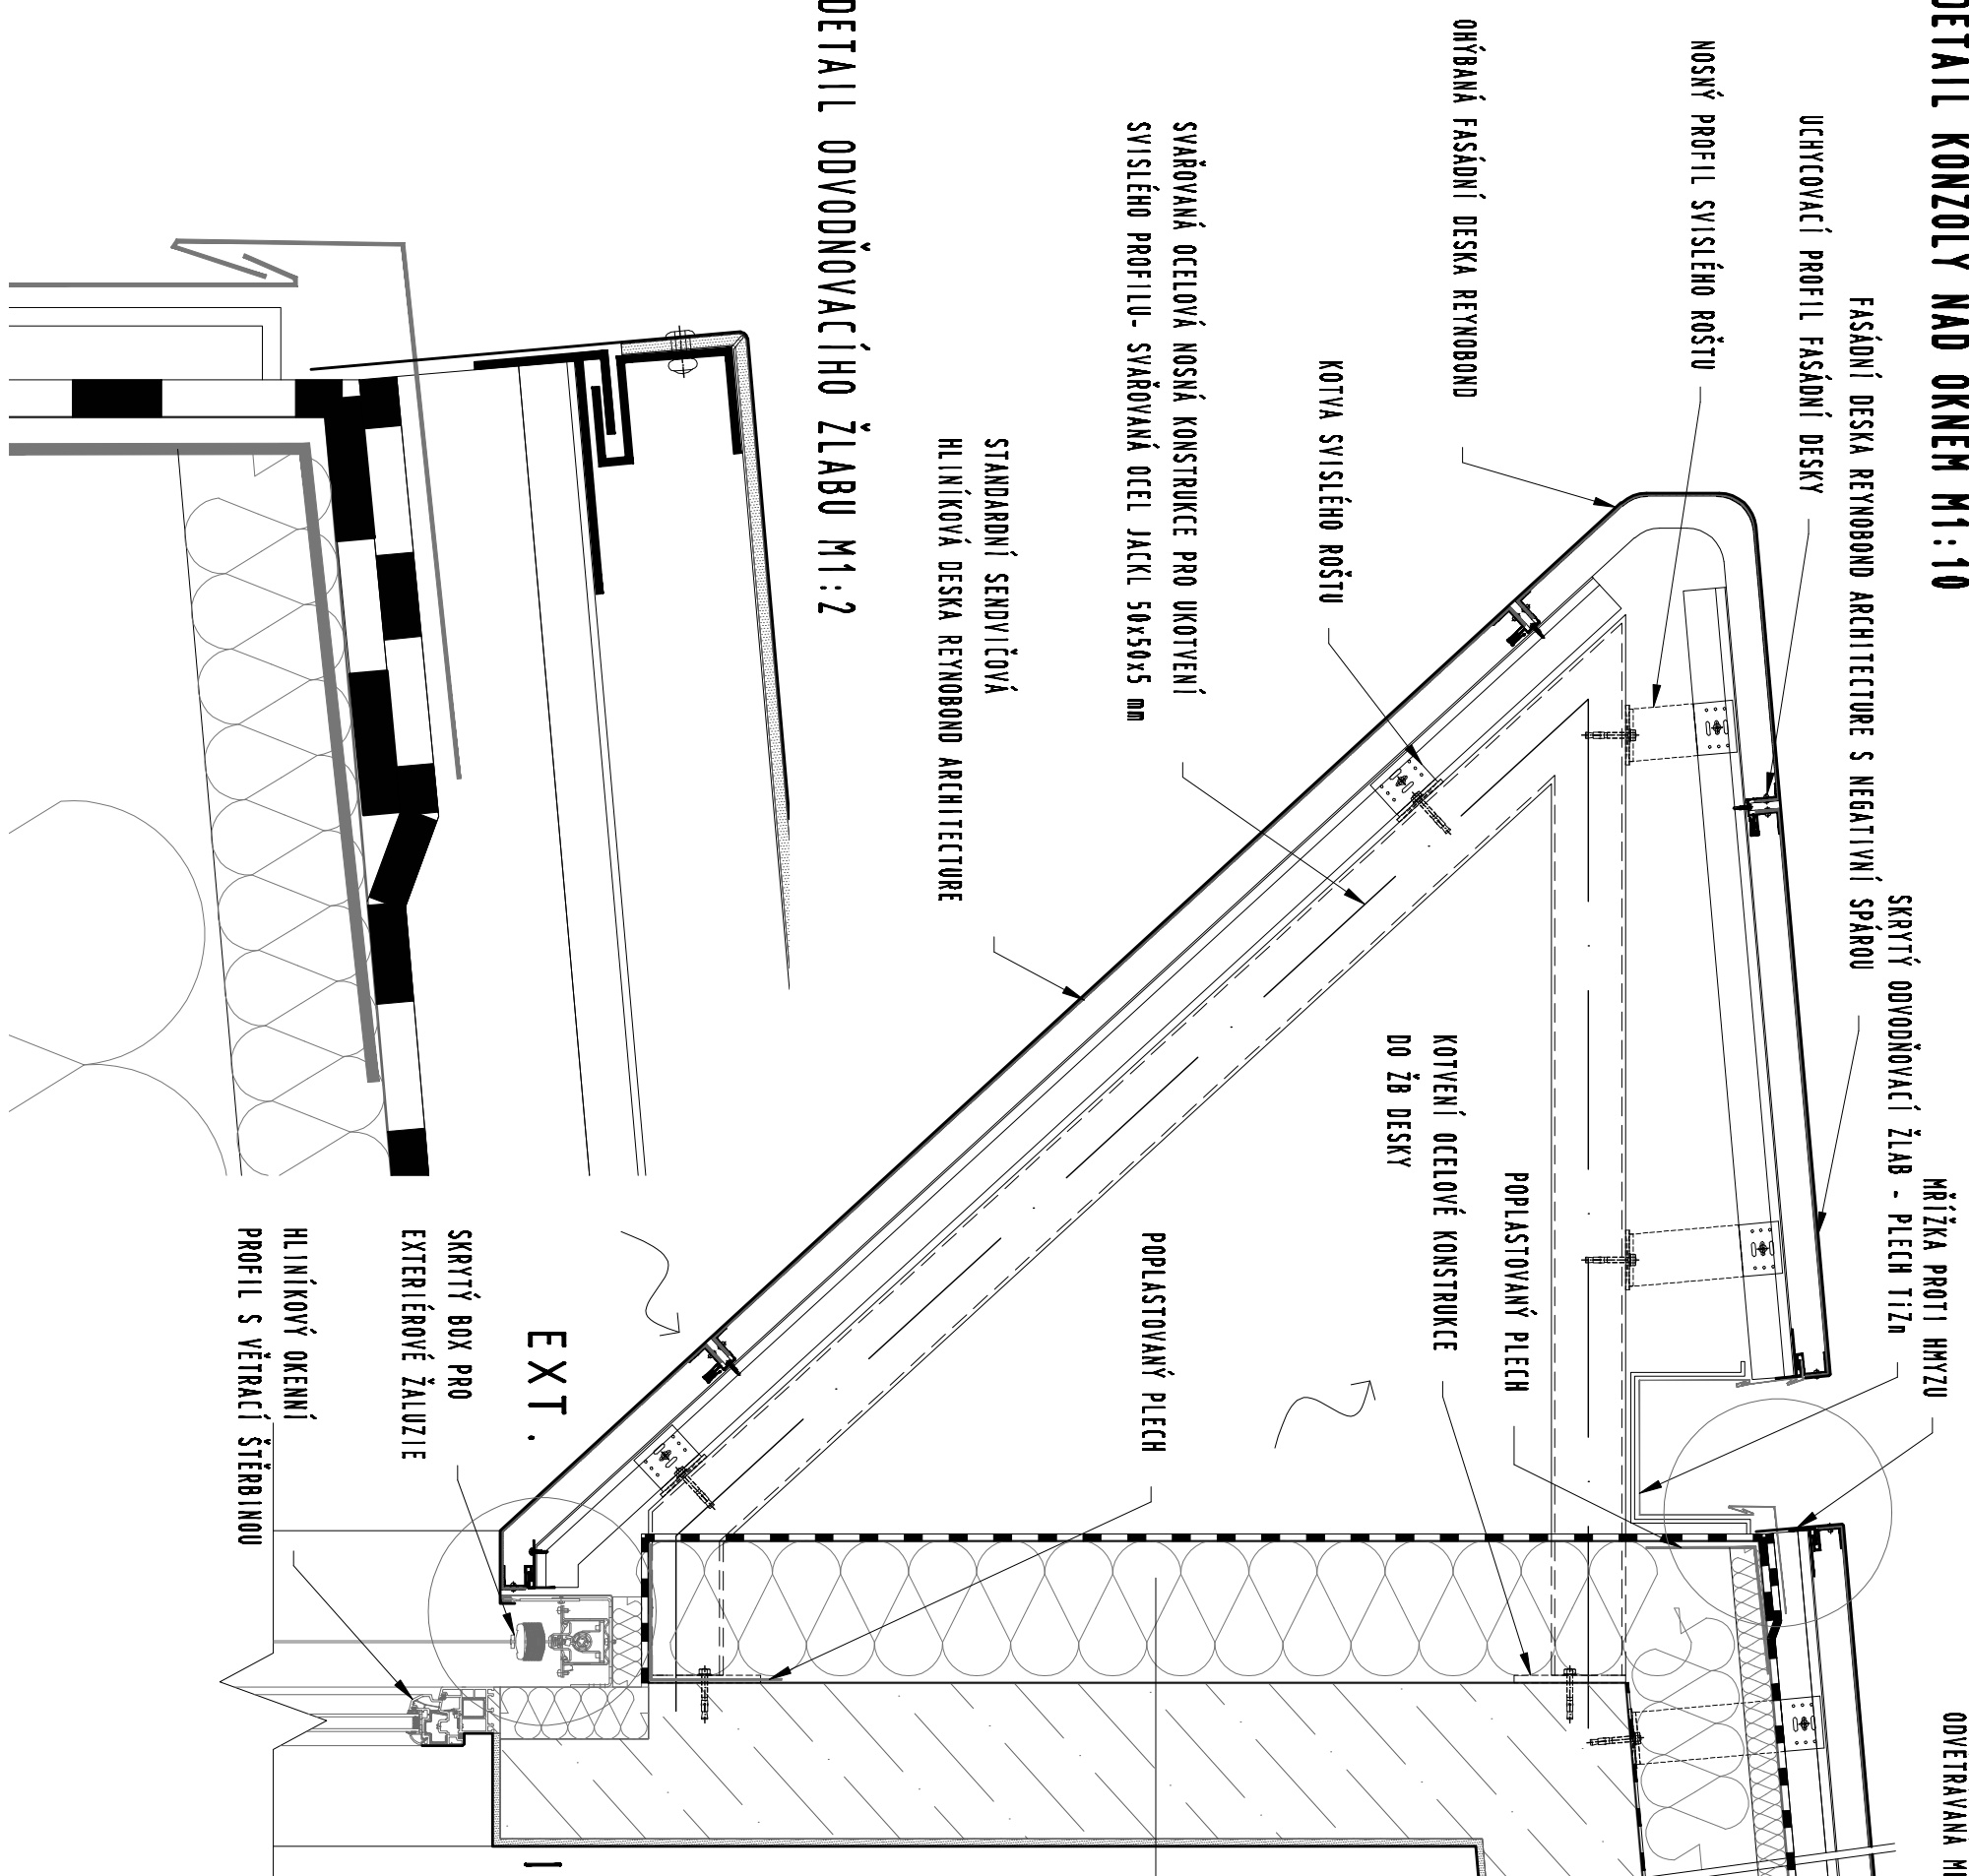 DETAIL KONZOLY NAD OKNEM M1:10
ODVETRAVANÁ
MŘÍŽKA PROTI HMYZU
SKRYTÝ ODVODŇOVACÍ ŽLAB - PLECH TiZn
FASÁDNÍ DESKA REYNOBOND ARCHITECTURE S NEGATIVNÍ SPÁROU
UCHYCOVACÍ PROFIL FASÁDNÍ DESKY
NOSNÝ PROFIL SVISLÉHO ROŠTU
POPLASTOVANÝ PLECH
OHÝBANÁ FASÁDNÍ DESKA REYNOBOND
KOTVENÍ OCELOVÉ KONSTRUKCE
DO ŽB DESKY
KOTVA SVISLÉHO ROŠTU
SVAŘOVANÁ OCELOVÁ NOSNÁ KONSTRUKCE PRO UKOTVENÍ
SVISLÉHO PROFILU- SVAŘOVANÁ OCEL JACKL 50x50x5 mm
POPLASTOVANÝ PLECH
STANDARDNÍ SENDVIČOVÁ
HLINÍKOVÁ DESKA REYNOBOND ARCHITECTURE
DETAIL ODVODŇOVACÍHO ŽLABU M1:2
EXT.
SKRYTÝ BOX PRO
EXTERIÉROVÉ ŽALUZIE
HLINÍKOVÝ OKENNÍ
PROFIL S VĚTRACÍ ŠTĚRBINOU